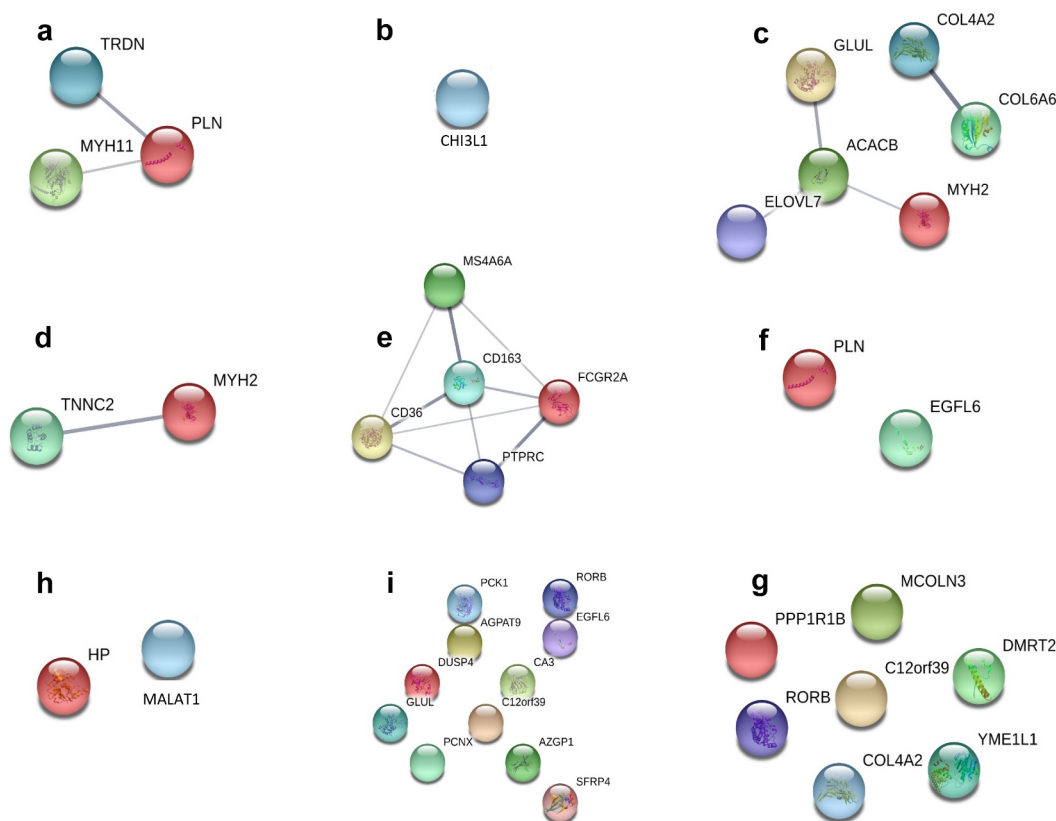 a
TRDN
PLN
MYH11
b
CHI3L1
c
COL4A2
GLUL
COL6A6
ACACB
ELOVL7
MYH2
d
MYH2
TNNC2
e
MS4A6A
CD163
FCGR2A
CD36
PTPRC
f
PLN
EGFL6
h
HP
MALAT1
i
PCK1
RORB
AGPAT9
EGFL6
DUSP4
CA3
GLUL
C12orf39
PCNX
AZGP1
SFRP4
g
MCOLN3
PPP1R1B
DMRT2
C12orf39
RORB
YME1L1
COL4A2